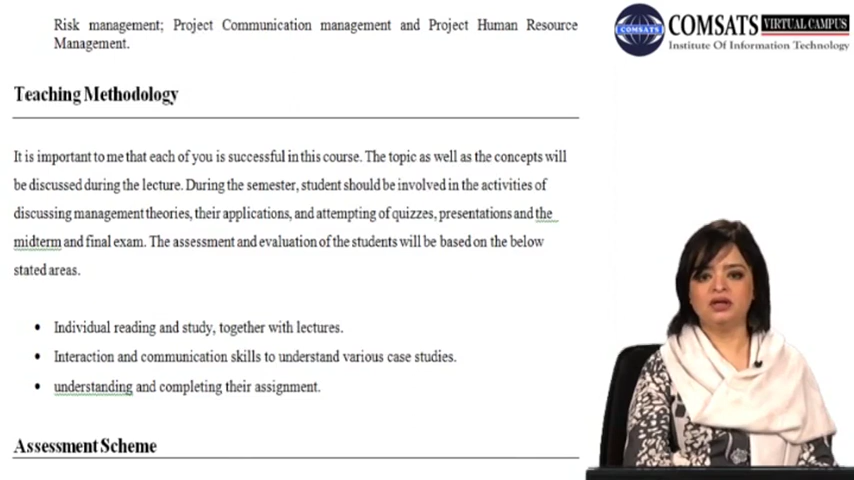 Risk management; Project Communication management and Project Human Resource
Management.
COMSATS VIRTUAL CAMPUS
COMSATS
Institute Of Information Technology
Teaching Methodology
It is important to me that each of you is successful in this course. The topic as well as the concepts will
be discussed during the lecture. During the semester, student should be involved in the activities of
discussing management theories, their applications, and attempting of quizzes, presentations and the
midterm and final exam. The assessment and evaluation of the students will be based on the below
stated areas.
• Individual reading and study, together with lectures.
• Interaction and communication skills to understand various case studies.
• understanding and completing their assignment.
Assessment Scheme